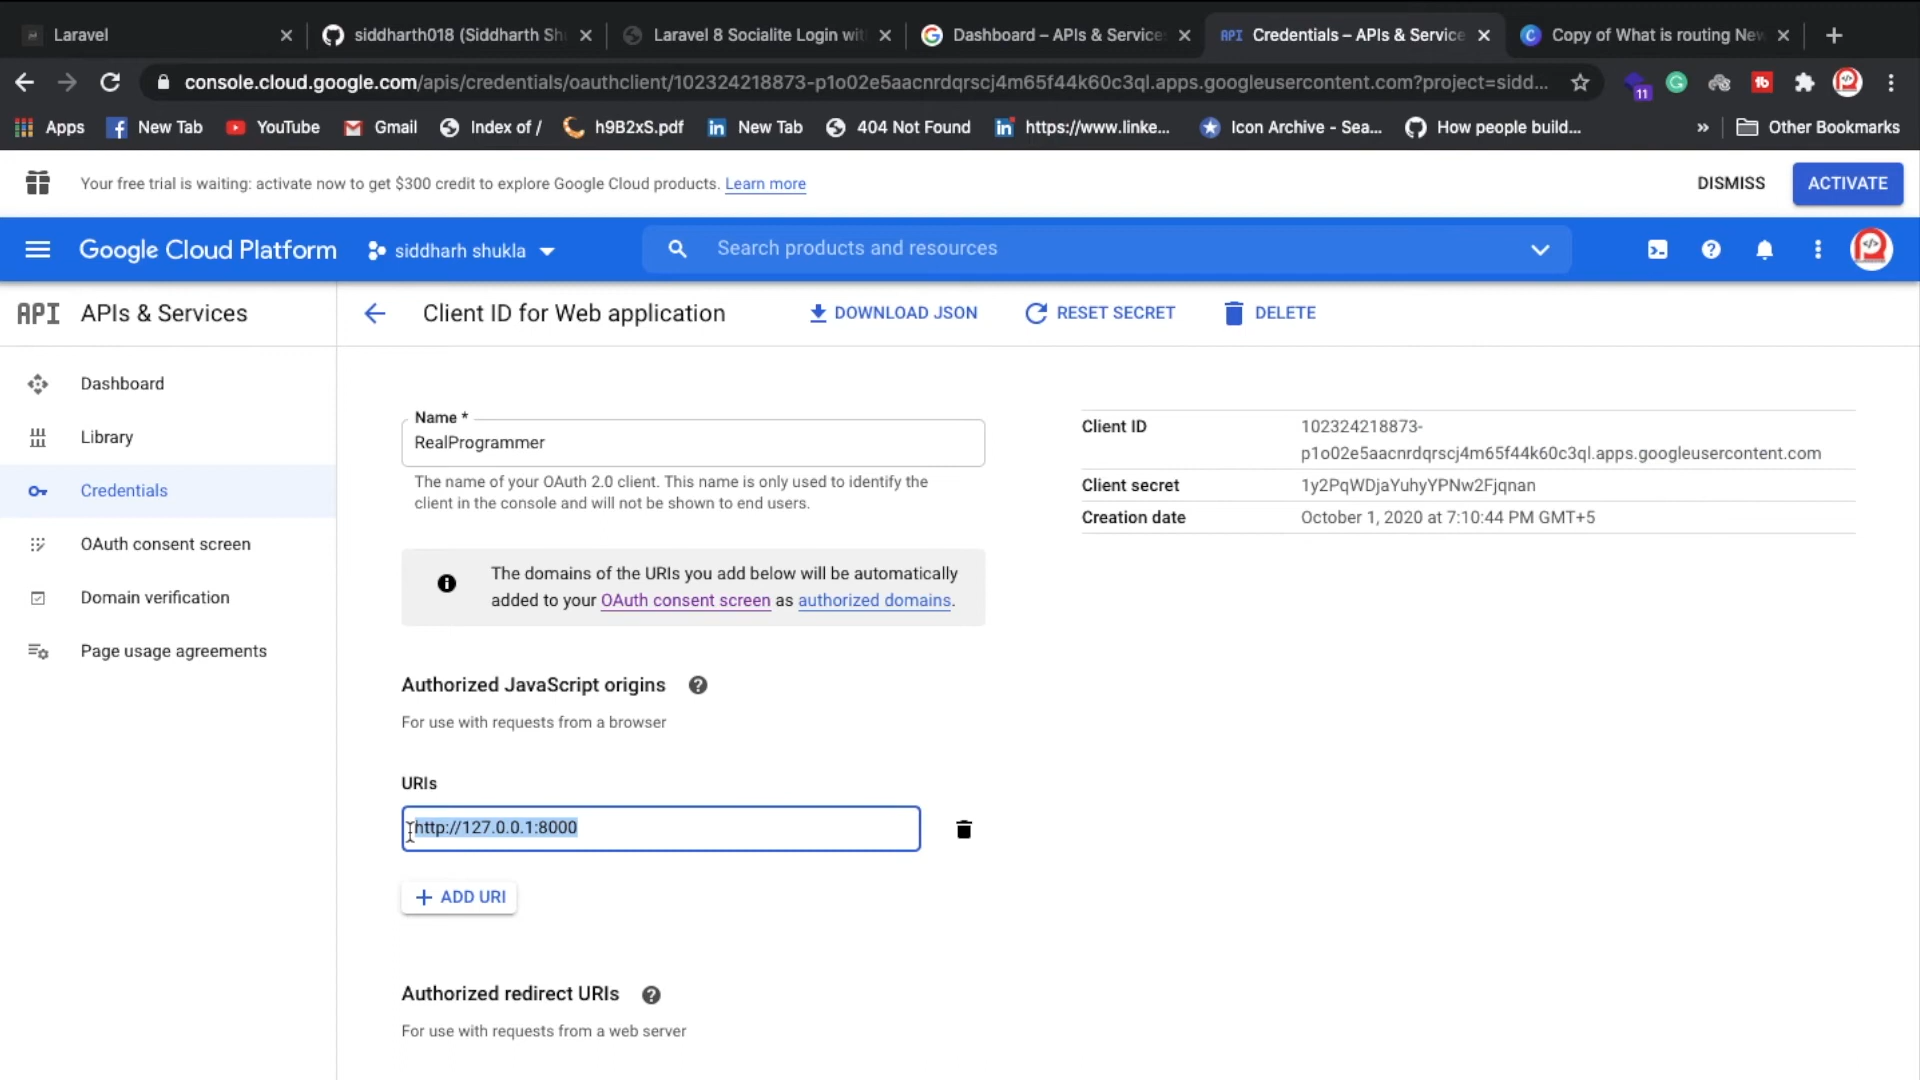 Laravel
siddharth018 (Siddharth Sh
Laravel 8 Socialite Login wit
Dashboard – APIs & Service
API Credentials – APIs & Service
Copy of What is routing New
console.cloud.google.com/apis/credentials/oauthclient/102324218873-p1o02e5aacnrdqrscj4m65f44k60c3ql.apps.googleusercontent.com?project=sidd...
11
Apps
New Tab
YouTube
Gmail
Index of /
h9B2xS.pdf
New Tab
404 Not Found
https://www.linke...
Icon Archive - Sea...
How people build...
»
Other Bookmarks
Your free trial is waiting: activate now to get $300 credit to explore Google Cloud products. Learn more
DISMISS
ACTIVATE
Google Cloud Platform
siddharh shukla
Search products and resources
API APIs & Services
Client ID for Web application
DOWNLOAD JSON
RESET SECRET
DELETE
Dashboard
Library
Credentials
OAuth consent screen
Domain verification
Page usage agreements
Name *
RealProgrammer
The name of your OAuth 2.0 client. This name is only used to identify the
client in the console and will not be shown to end users.
The domains of the URIs you add below will be automatically
added to your OAuth consent screen as authorized domains.
Authorized JavaScript origins
For use with requests from a browser
URIs
http://127.0.0.1:8000
ADD URI
Authorized redirect URIs
For use with requests from a web server
Client ID
102324218873-
p1o02e5aacnrdqrscj4m65f44k60c3ql.apps.googleusercontent.com
Client secret
1y2PqWDjaYuhyYPNw2Fjqnan
Creation date
October 1, 2020 at 7:10:44 PM GMT+5